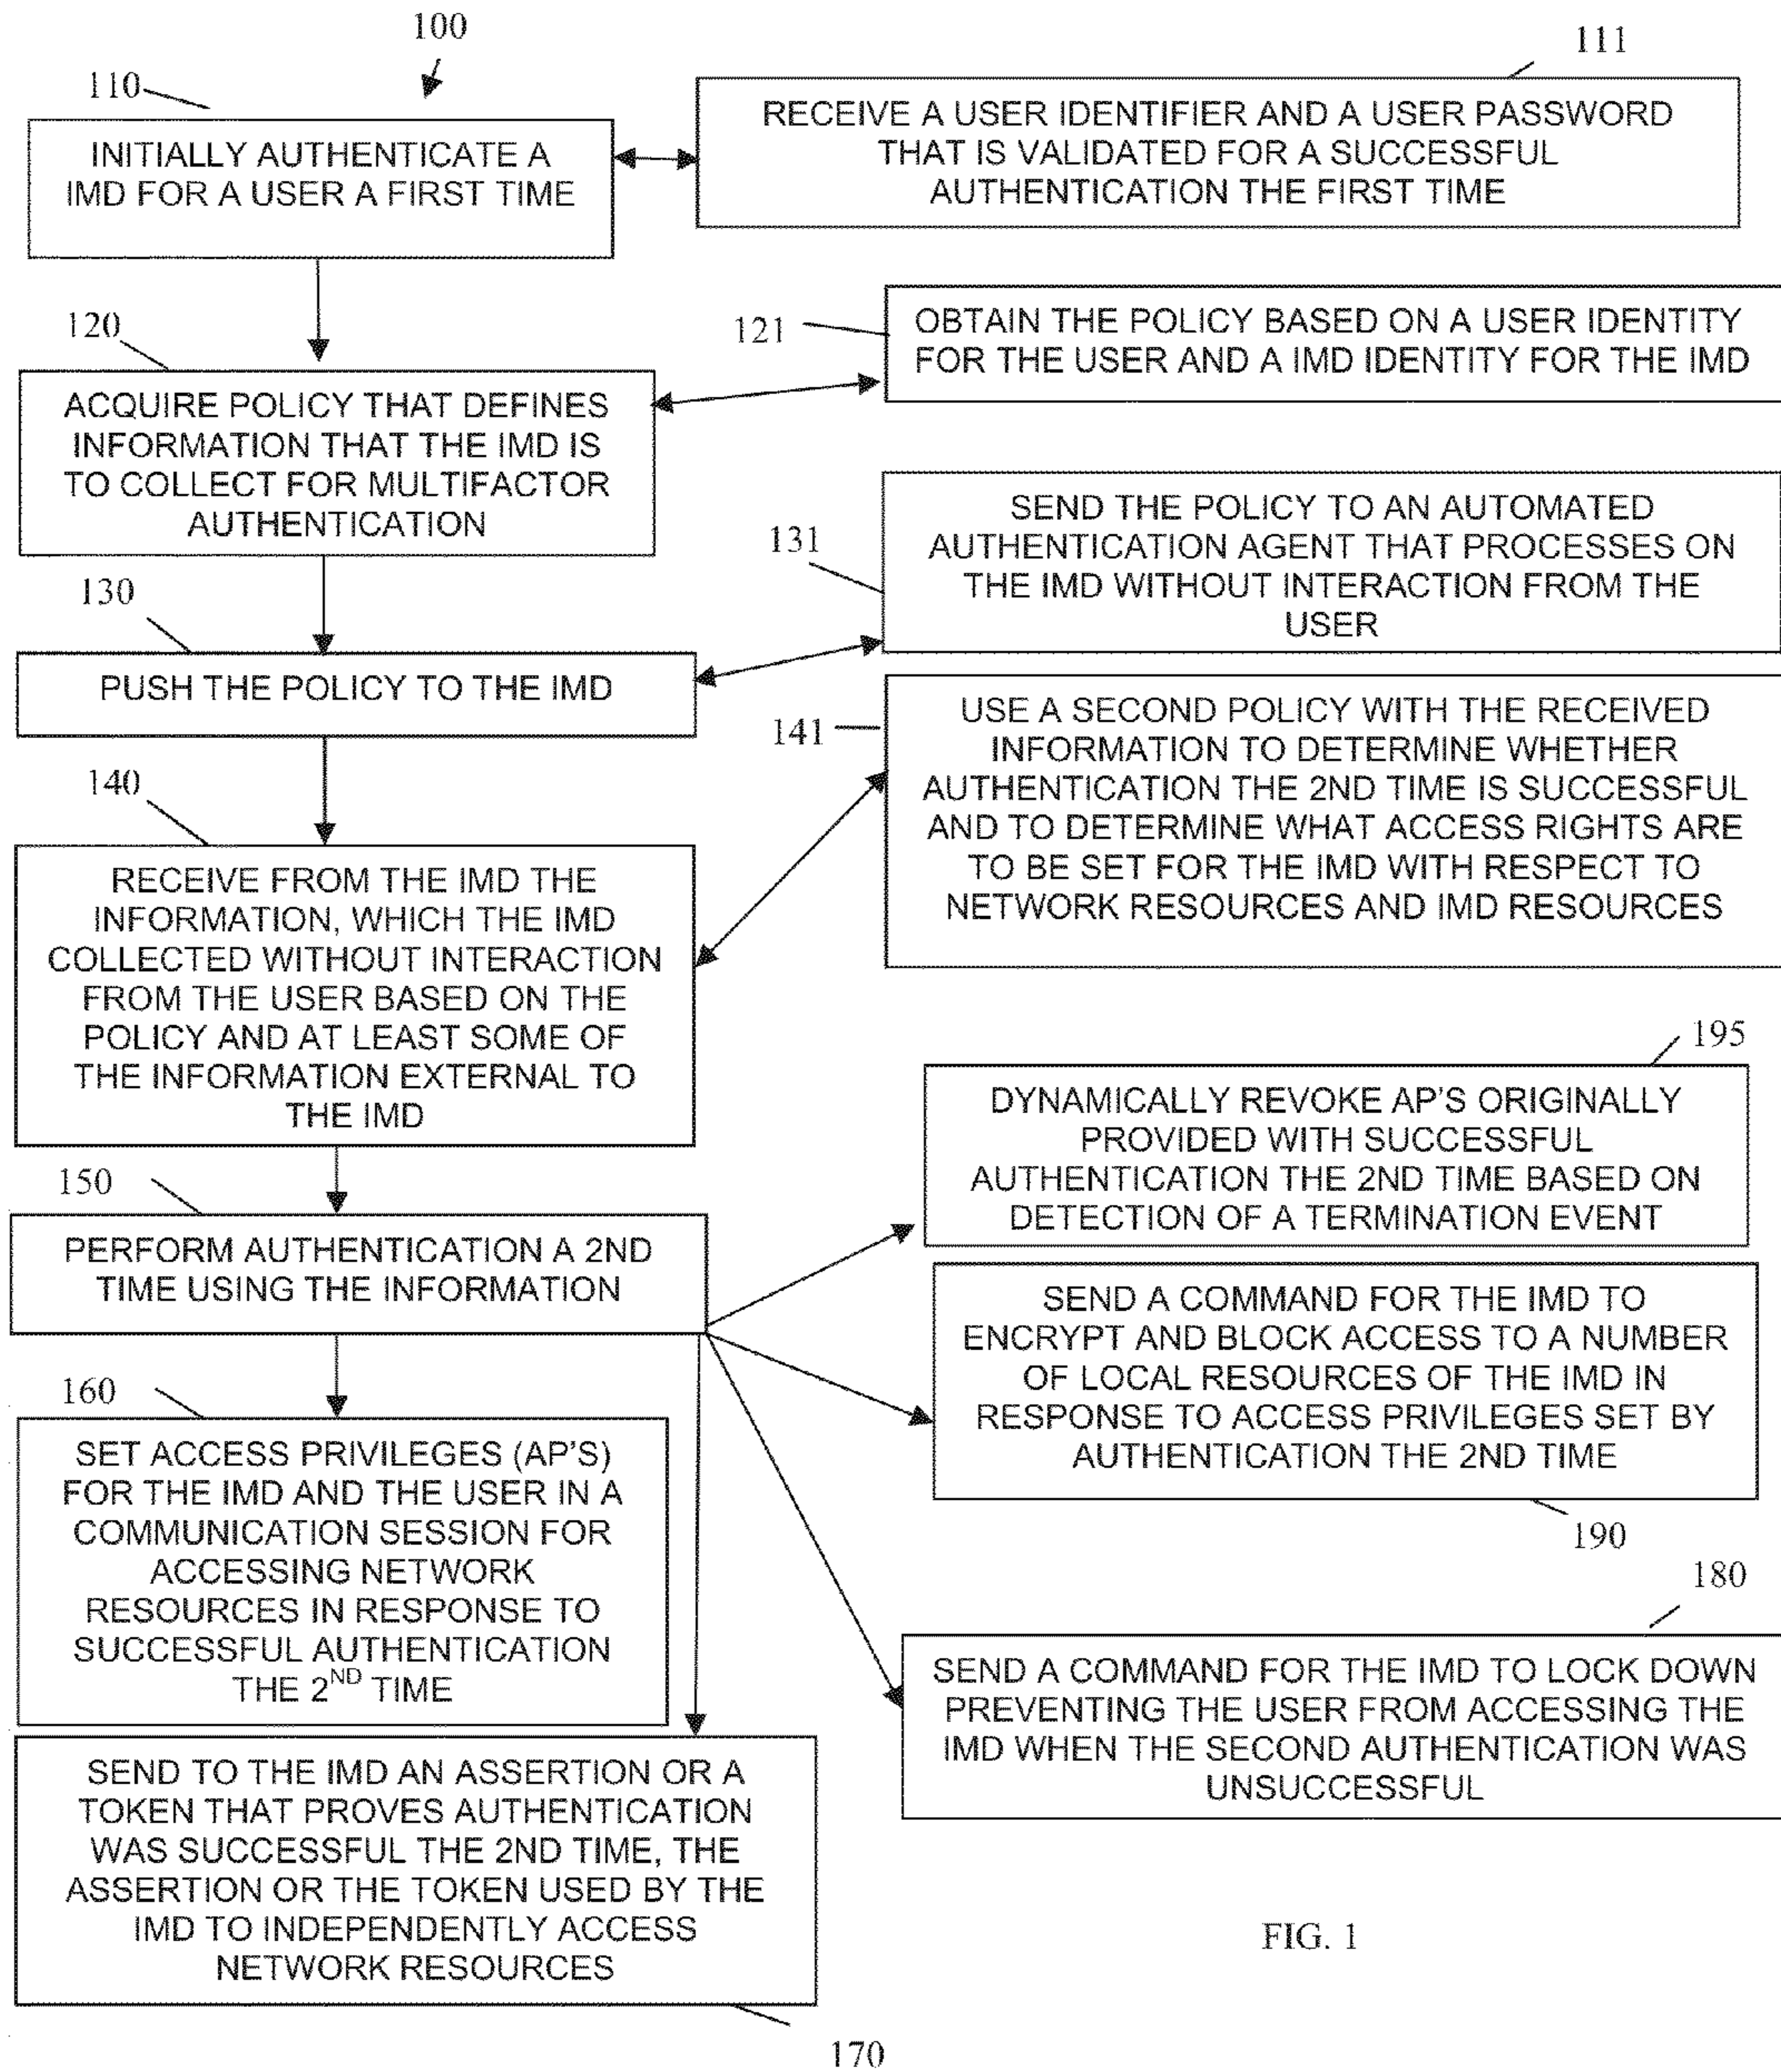 100
111
110
RECEIVE A USER IDENTIFIER AND A USER PASSWORD
THAT IS VALIDATED FOR A SUCCESSFUL
AUTHENTICATION THE FIRST TIME
INITIALLY AUTHENTICATE A
IMD FOR A USER A FIRST TIME
120
121
OBTAIN THE POLICY BASED ON A USER IDENTITY
FOR THE USER AND A IMD IDENTITY FOR THE IMD
ACQUIRE POLICY THAT DEFINES
INFORMATION THAT THE IMD IS
TO COLLECT FOR MULTIFACTOR
AUTHENTICATION
131
SEND THE POLICY TO AN AUTOMATED
AUTHENTICATION AGENT THAT PROCESSES ON
THE IMD WITHOUT INTERACTION FROM THE
USER
130
PUSH THE POLICY TO THE IMD
141
USE A SECOND POLICY WITH THE RECEIVED
INFORMATION TO DETERMINE WHETHER
AUTHENTICATION THE 2ND TIME IS SUCCESSFUL
AND TO DETERMINE WHAT ACCESS RIGHTS ARE
TO BE SET FOR THE IMD WITH RESPECT TO
NETWORK RESOURCES AND IMD RESOURCES
140
RECEIVE FROM THE IMD THE
INFORMATION, WHICH THE IMD
COLLECTED WITHOUT INTERACTION
FROM THE USER BASED ON THE
POLICY AND AT LEAST SOME OF
THE INFORMATION EXTERNAL TO
THE IMD
195
DYNAMICALLY REVOKE AP'S ORIGINALLY
PROVIDED WITH SUCCESSFUL
AUTHENTICATION THE 2ND TIME BASED ON
DETECTION OF A TERMINATION EVENT
150
PERFORM AUTHENTICATION A 2ND
TIME USING THE INFORMATION
SEND A COMMAND FOR THE IMD TO
ENCRYPT AND BLOCK ACCESS TO A NUMBER
OF LOCAL RESOURCES OF THE IMD IN
RESPONSE TO ACCESS PRIVILEGES SET BY
AUTHENTICATION THE 2ND TIME
190
160
SET ACCESS PRIVILEGES (AP'S)
FOR THE IMD AND THE USER IN A
COMMUNICATION SESSION FOR
ACCESSING NETWORK
RESOURCES IN RESPONSE TO
SUCCESSFUL AUTHENTICATION
THE 2ND TIME
180
SEND A COMMAND FOR THE IMD TO LOCK DOWN
PREVENTING THE USER FROM ACCESSING THE
IMD WHEN THE SECOND AUTHENTICATION WAS
UNSUCCESSFUL
SEND TO THE IMD AN ASSERTION OR A
TOKEN THAT PROVES AUTHENTICATION
WAS SUCCESSFUL THE 2ND TIME, THE
ASSERTION OR THE TOKEN USED BY THE
IMD TO INDEPENDENTLY ACCESS
NETWORK RESOURCES
170
FIG. 1